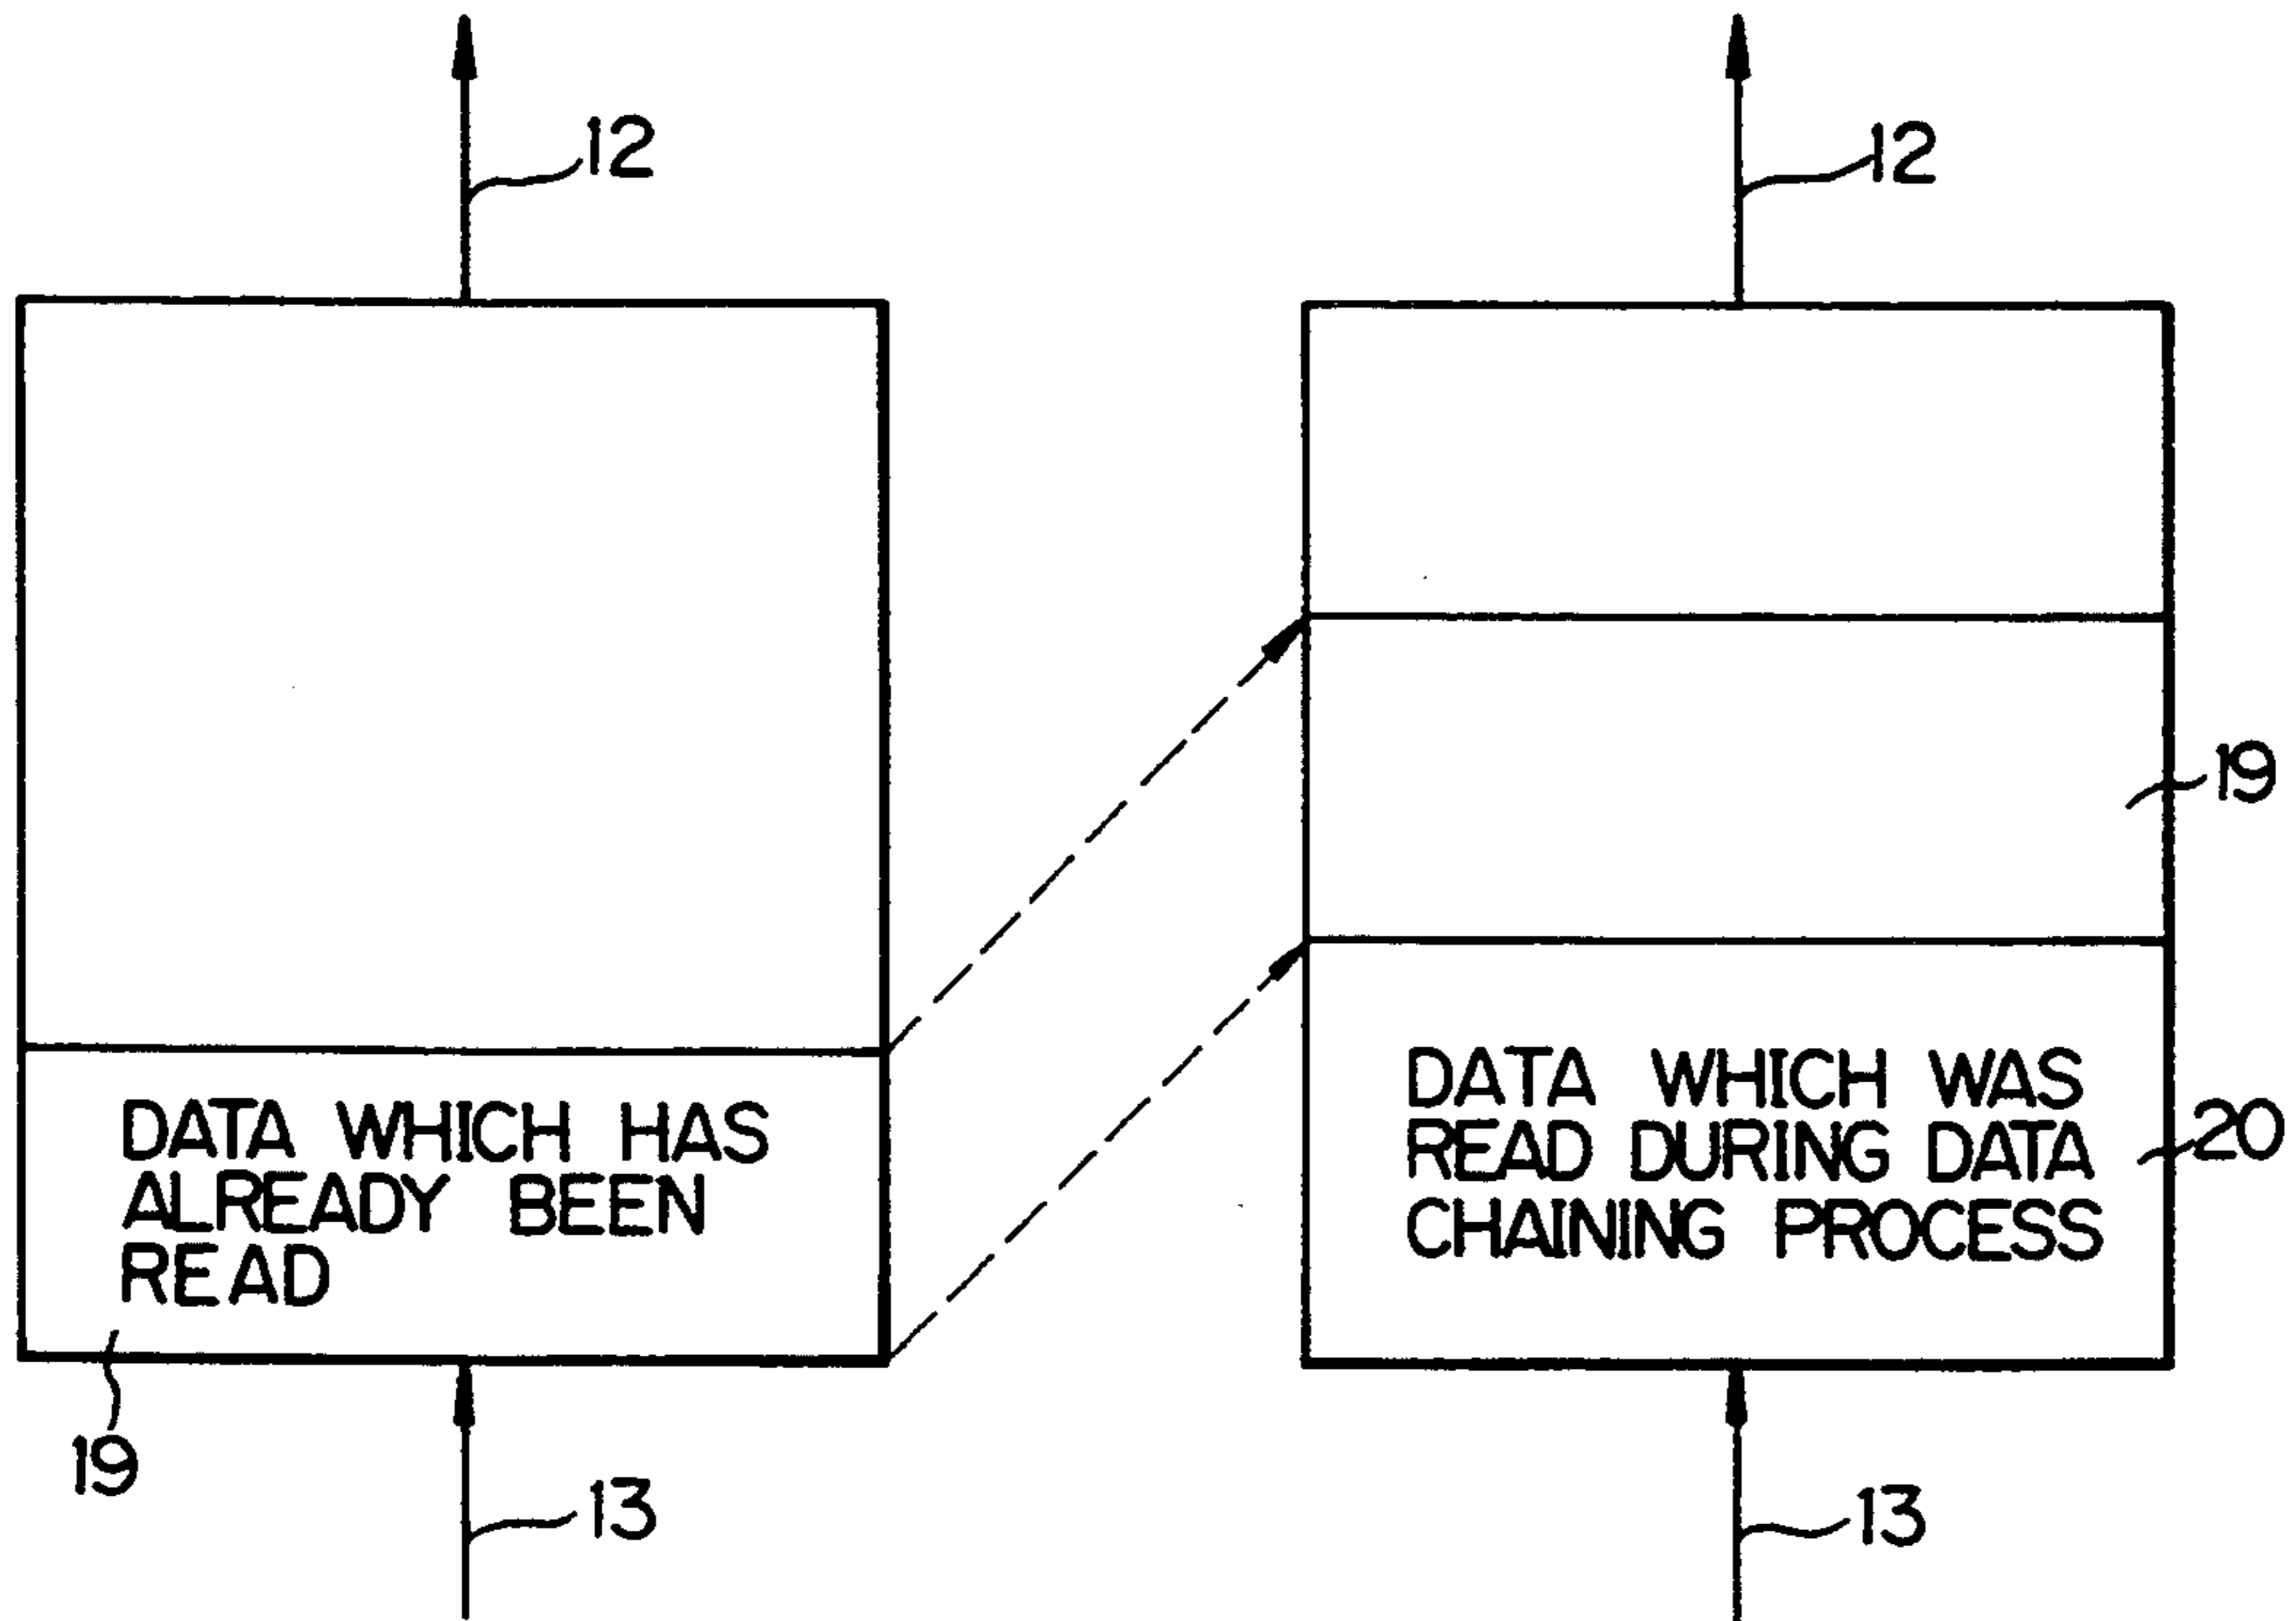 12
12
19
DATA WHICH HAS
ALREADY BEEN
READ
DATA WHICH WAS
READ DURING DATA
CHAINING PROCESS
20
19
13
13